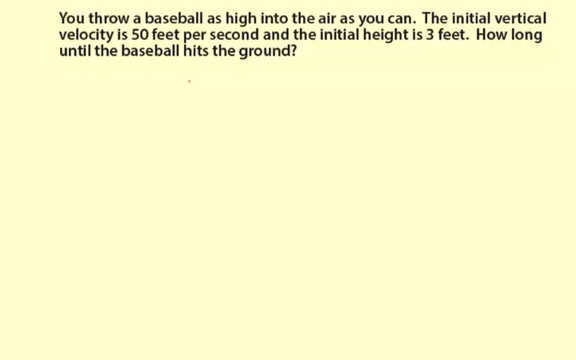 You throw a baseball as high into the air as you can. The initial vertical
velocity is 50 feet per second and the initial height is 3 feet. How long
until the baseball hits the ground?